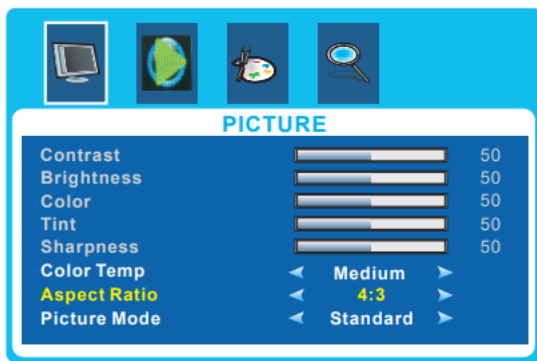 PICTURE
Contrast 50
Brightness 50
Color 50
Tint 50
Sharpness 50
Color Temp Medium
Aspect Ratio 4:3
Picture Mode Standard